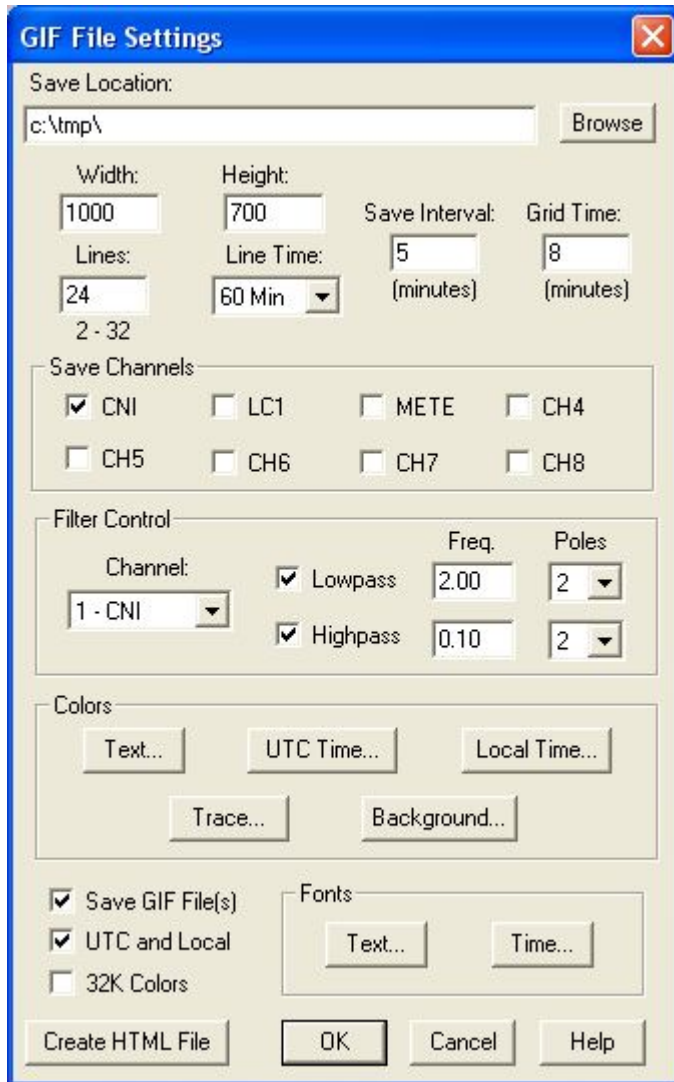 GIF File Settings
Save Location:
c:\tmp\ Browse
Width: Height:
1000 700 Save Interval: Grid Time:
Lines: Line Time: 5 8
24 60 Min (minutes) (minutes)
2 - 32
Save Channels
CNI LC1 METE CH4
CH5 CH6 CH7 CH8
Filter Control
Freq. Poles
Channel: Lowpass 2.00 2
1 - CNI Highpass 0.10 2
Colors
Text... UTC Time... Local Time...
Trace... Background...
Save GIF File(s) Fonts
UTC and Local Text... Time...
32K Colors
Create HTML File OK Cancel Help